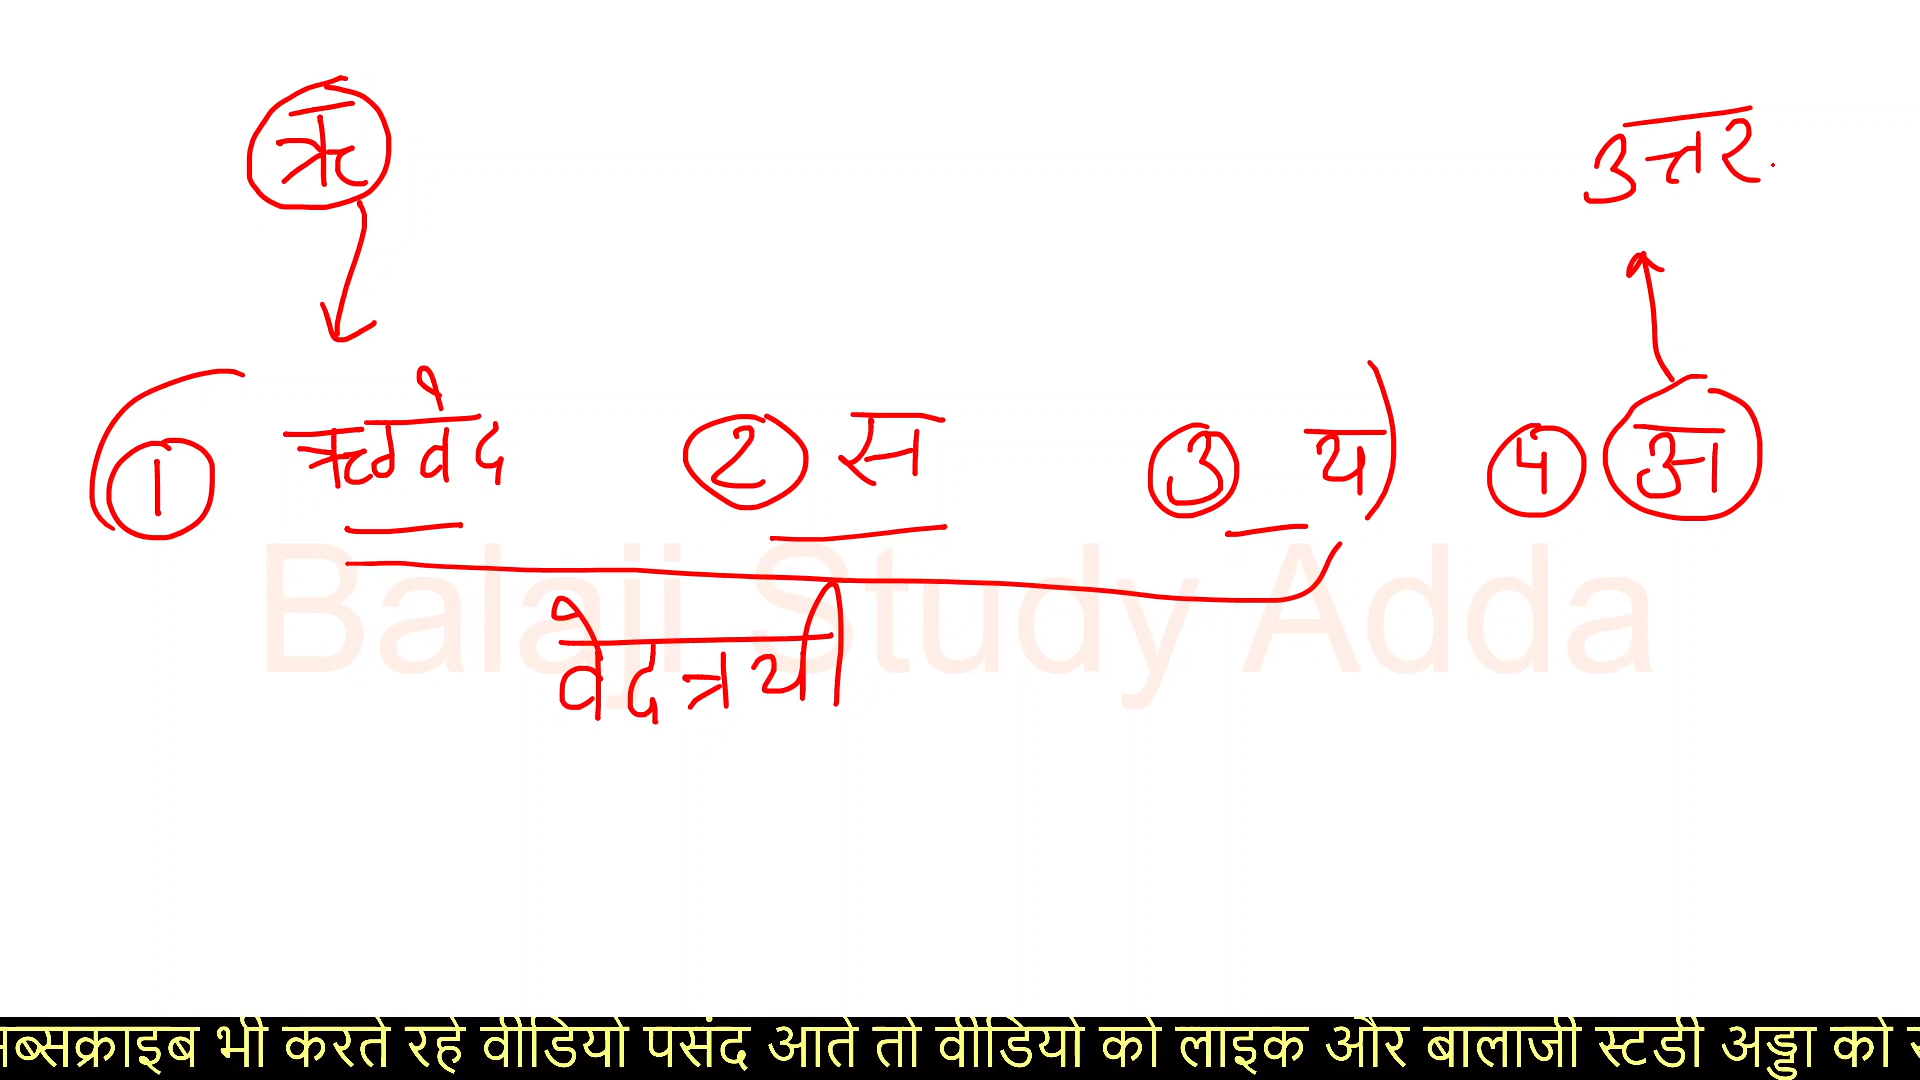 ऋ
उत्तर.
1 ऋग्वेद 2 स 3 य) 4 अ
वेदत्रयी
Balaji Study Adda
सब्सक्राइब भी करते रहे वीडियो पसंद आते तो वीडियो को लाइक और बालाजी स्टडी अड्डा को